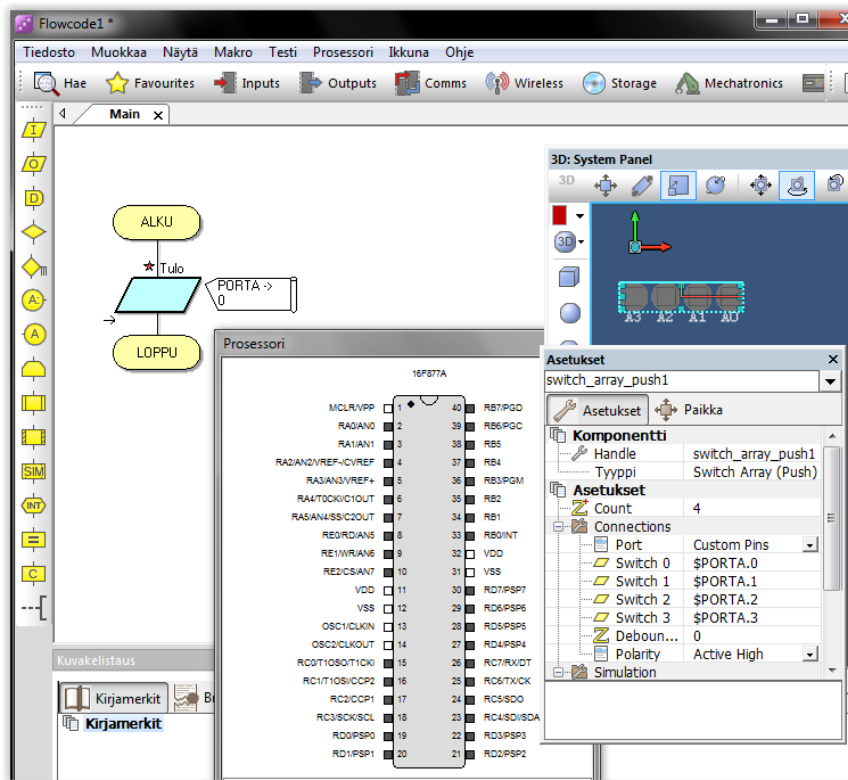 Flowcode1 *
Tiedosto Muokkaa Näytä Makro Testi Prosessori Ikkuna Ohje
Hae Favourites Inputs Outputs Comms Wireless Storage Mechatronics
Main x
I
O
D
m
A:
A
SIM
INT
=
C
ALKU
Tulo
PORTA ->
0
LOPPU
3D: System Panel
3D
3D
A3 A2 A1 A0
Prosessori
16F877A
MCLR/VPP 1 40 RB7/PGD
RA0/AN0 2 39 RB6/PGC
RA1/AN1 3 38 RB5
RA2/AN2/VREF-/CVREF 4 37 RB4
RA3/AN3/VREF+ 5 36 RB3/PGM
RA4/T0CKI/C1OUT 6 35 RB2
RA5/AN4/SS/C2OUT 7 34 RB1
RE0/RD/AN5 8 33 RB0/INT
RE1/WR/AN6 9 32 VDD
RE2/CS/AN7 10 31 VSS
VDD 11 30 RD7/PSP7
VSS 12 29 RD6/PSP6
OSC1/CLKIN 13 28 RD5/PSP5
OSC2/CLKOUT 14 27 RD4/PSP4
RC0/T1OSO/T1CKI 15 26 RC7/RX/DT
RC1/T1OSI/CCP2 16 25 RC6/TX/CK
RC2/CCP1 17 24 RC5/SDO
RC3/SCK/SCL 18 23 RC4/SDI/SDA
RD0/PSP0 19 22 RD3/PSP3
RD1/PSP1 20 21 RD2/PSP2
Asetukset
switch_array_push1
Asetukset Paikka
Komponentti
Handle switch_array_push1
Tyyppi Switch Array (Push)
Asetukset
Count 4
Connections
Port Custom Pins
Switch 0 $PORTA.0
Switch 1 $PORTA.1
Switch 2 $PORTA.2
Switch 3 $PORTA.3
Deboun... 0
Polarity Active High
Simulation
Kuvakelistaus
Kirjamerkit
Kirjamerkit